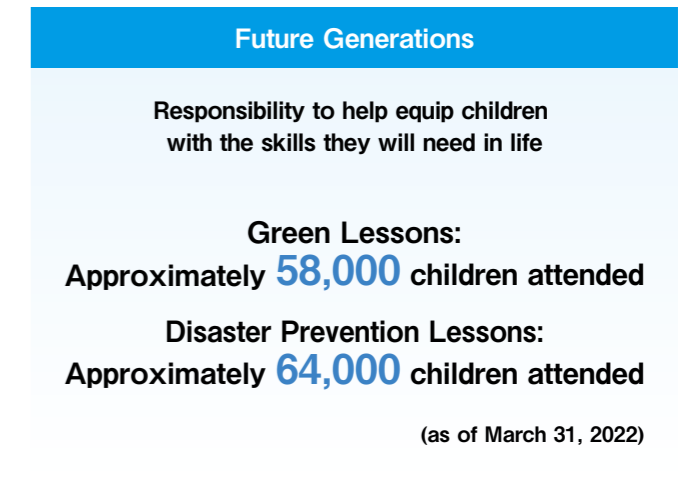 Future Generations
Responsibility to help equip children
with the skills they will need in life
Green Lessons:
Approximately 58,000 children attended
Disaster Prevention Lessons:
Approximately 64,000 children attended
(as of March 31, 2022)